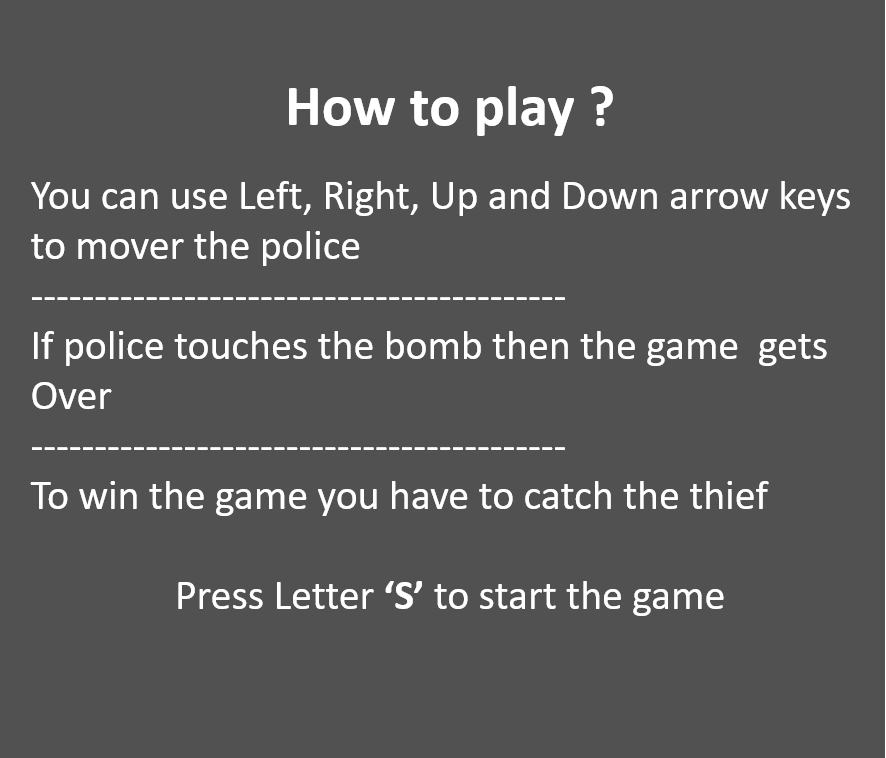 How to play ?
You can use Left, Right, Up and Down arrow keys
to mover the police
------------------------------------------
If police touches the bomb then the game  gets
Over
------------------------------------------
To win the game you have to catch the thief
Press Letter ‘S’ to start the game